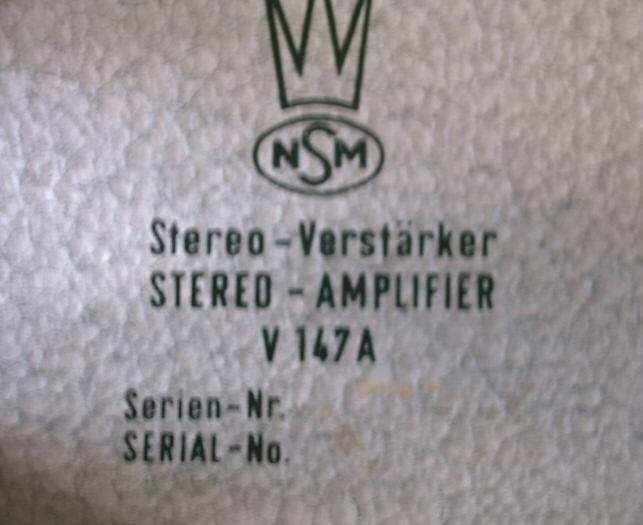 NSM
Stereo-Verstärker
STEREO - AMPLIFIER
V 147A
Serien-Nr.
SERIAL-No.